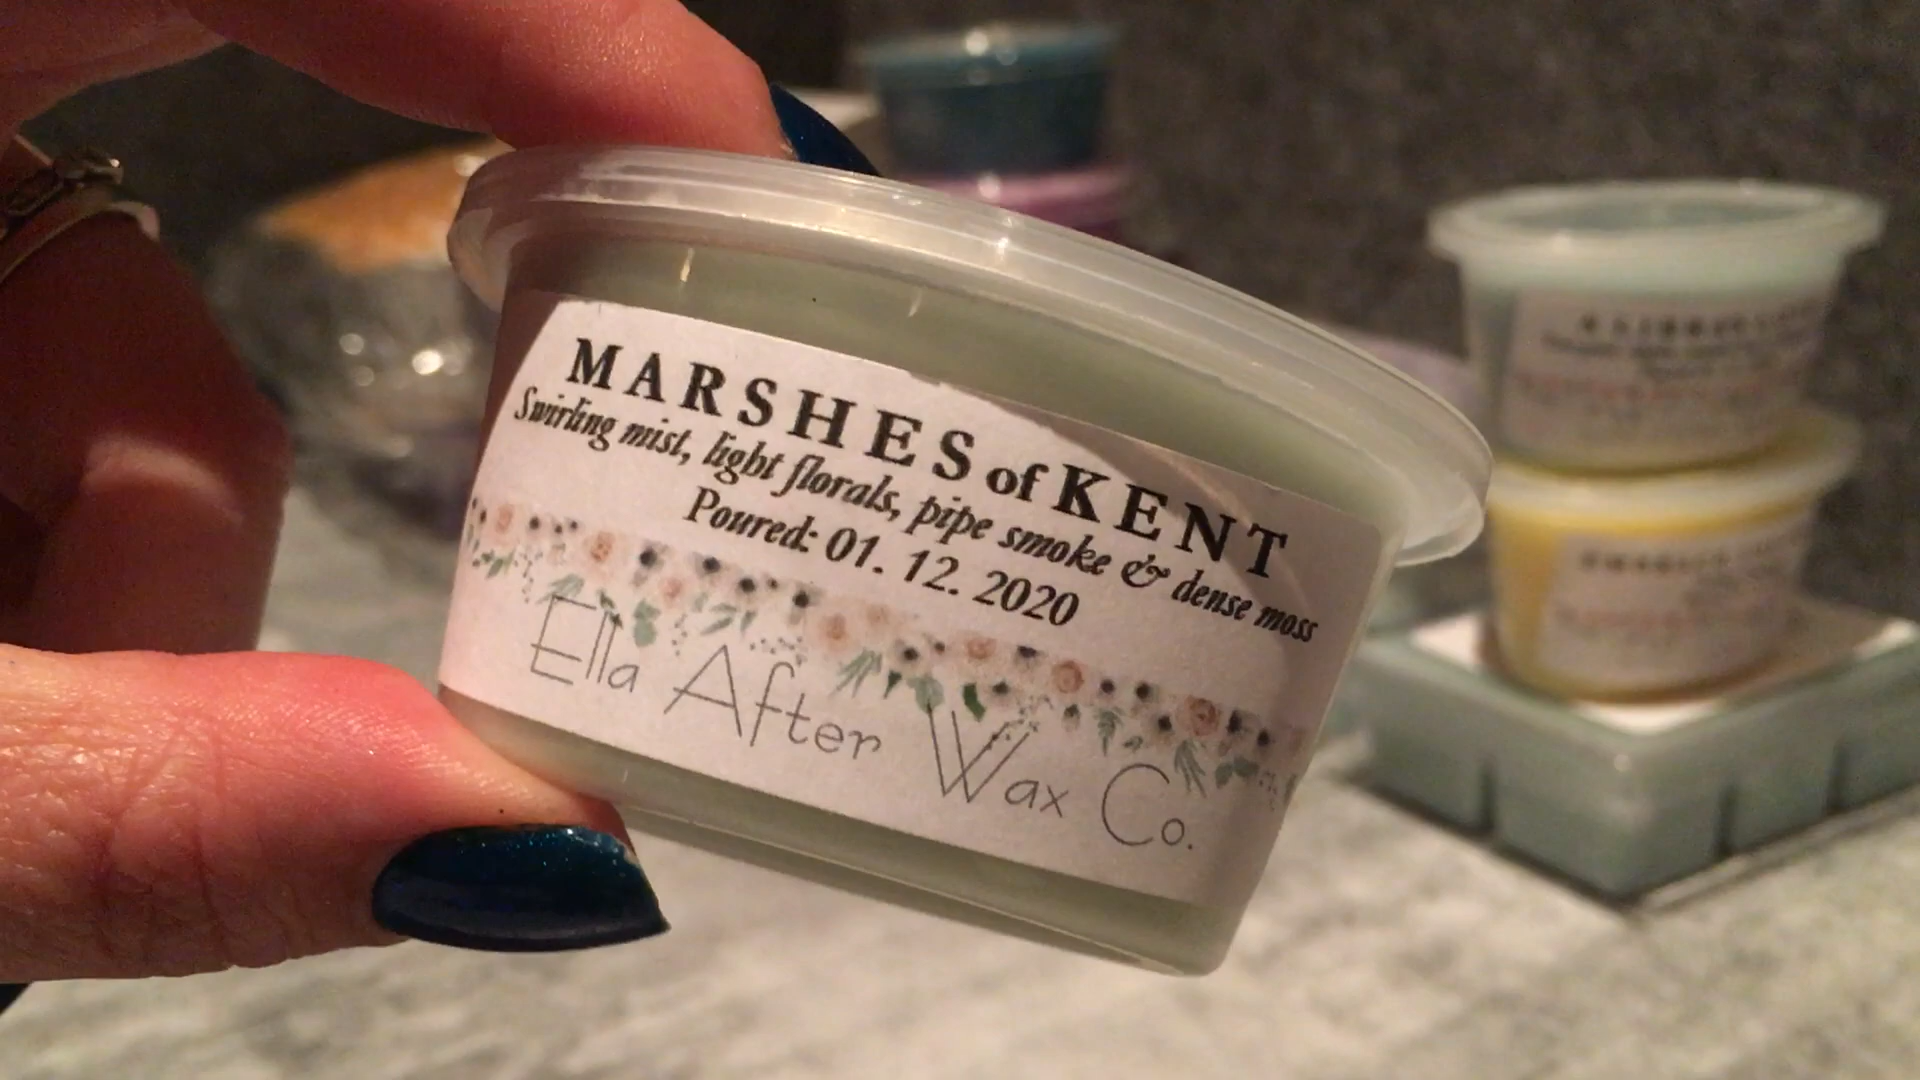 MARSHES of KENT
Swirling mist, light florals, pipe smoke & dense moss
Poured: 01. 12. 2020
Ella After Wax Co.